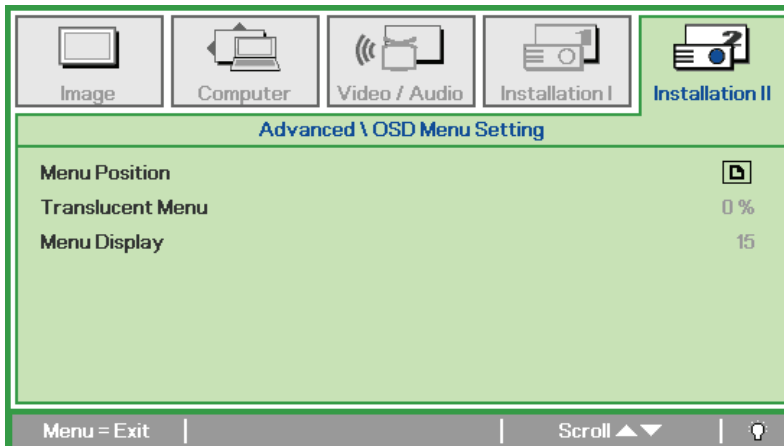 Image
Computer
Video / Audio
Installation I
Installation II
Advanced \ OSD Menu Setting
Menu Position
Translucent Menu 0 %
Menu Display 15
Menu = Exit Scroll ▲▼